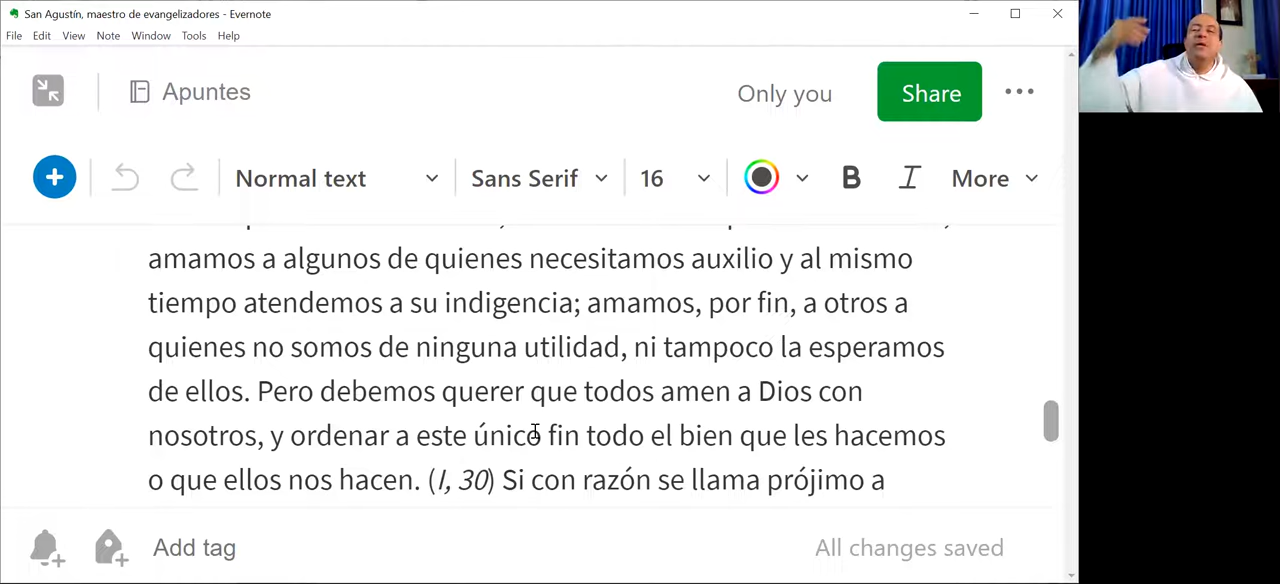 San Agustín, maestro de evangelizadores - Evernote
File Edit View Note Window Tools Help
Apuntes
Only you
Share
Normal text
Sans Serif
16
B
I
More
amamos a algunos de quienes necesitamos auxilio y al mismo
tiempo atendemos a su indigencia; amamos, por fin, a otros a
quienes no somos de ninguna utilidad, ni tampoco la esperamos
de ellos. Pero debemos querer que todos amen a Dios con
nosotros, y ordenar a este único fin todo el bien que les hacemos
o que ellos nos hacen. (I, 30) Si con razón se llama prójimo a
Add tag
All changes saved